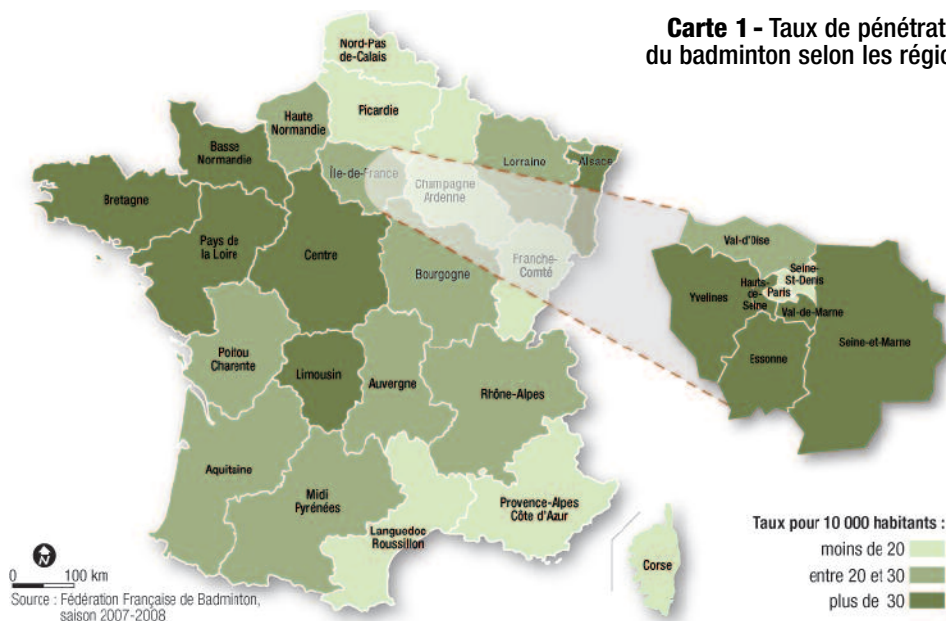 Carte 1 - Taux de pénétrat
du badminton selon les régio
Nord-Pas
de-Calais
Picardie
Haute
Normandie
Basse
Normandie
Île-de-France
Champagne
Ardenne
Lorraine
Alsace
Bretagne
Pays de
la Loire
Centre
Bourgogne
Franche-
Comté
Poitou
Charente
Limousin
Auvergne
Rhône-Alpes
Aquitaine
Midi
Pyrénées
Languedoc
Roussillon
Provence-Alpes
Côte d'Azur
Corse
Val-d'Oise
Yvelines
Hauts-
de-
Seine
Paris
Seine-
St-Denis
Val-de-Marne
Essonne
Seine-et-Marne
Taux pour 10 000 habitants :
moins de 20
entre 20 et 30
plus de 30
N
0 100 km
Source : Fédération Française de Badminton,
saison 2007-2008